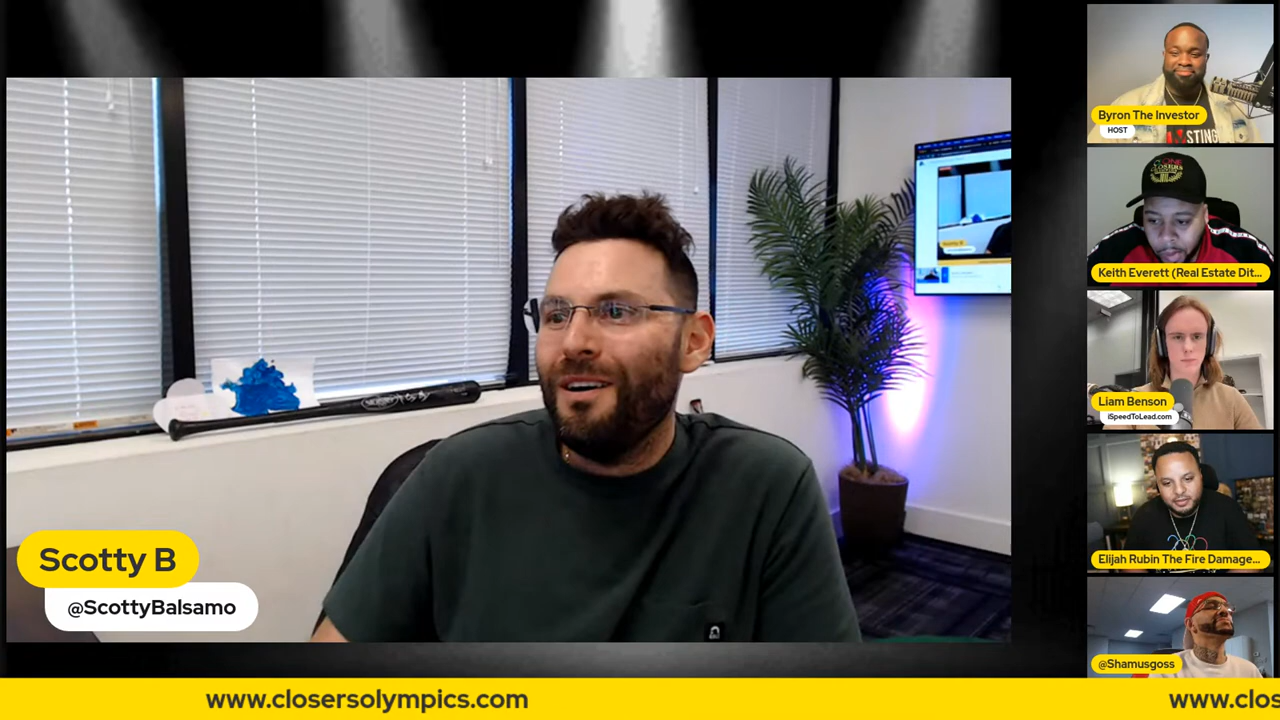 Scotty B
@ScottyBalsamo
Byron The Investor
HOST
STING
Keith Everett (Real Estate Dit...
Liam Benson
iSpeedToLead.com
Elijah Rubin The Fire Damage...
@Shamusgoss
www.closersolympics.com
www.clos